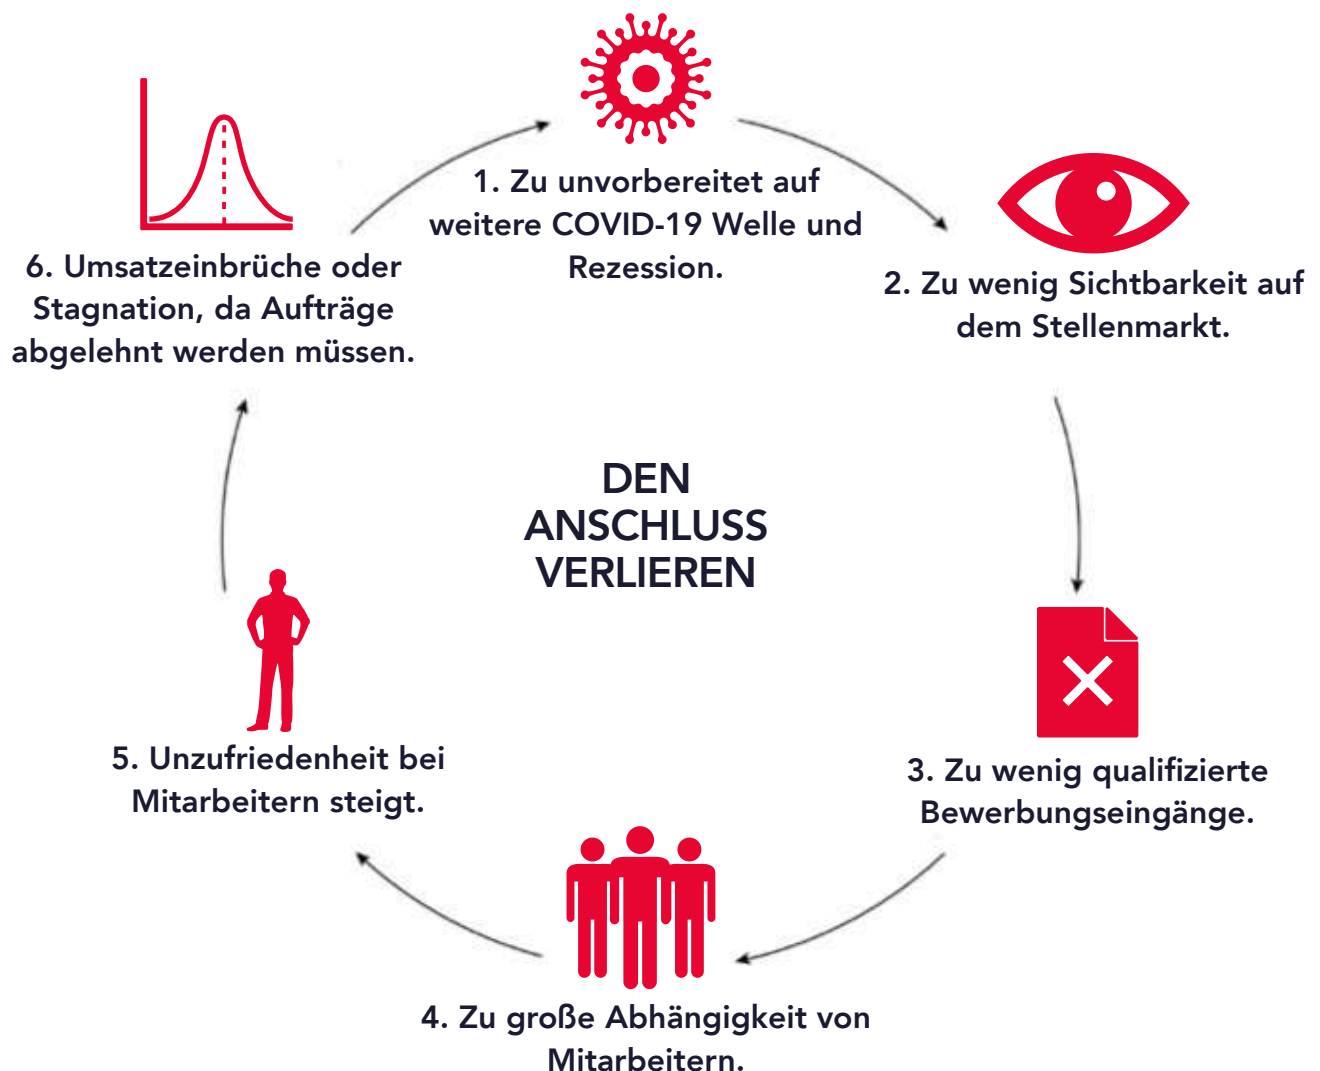 1. Zu unvorbereitet auf
weitere COVID-19 Welle und
Rezession.
2. Zu wenig Sichtbarkeit auf
dem Stellenmarkt.
3. Zu wenig qualifizierte
Bewerbungseingänge.
4. Zu große Abhängigkeit von
Mitarbeitern.
5. Unzufriedenheit bei
Mitarbeitern steigt.
6. Umsatzeinbrüche oder
Stagnation, da Aufträge
abgelehnt werden müssen.
DEN
ANSCHLUSS
VERLIEREN